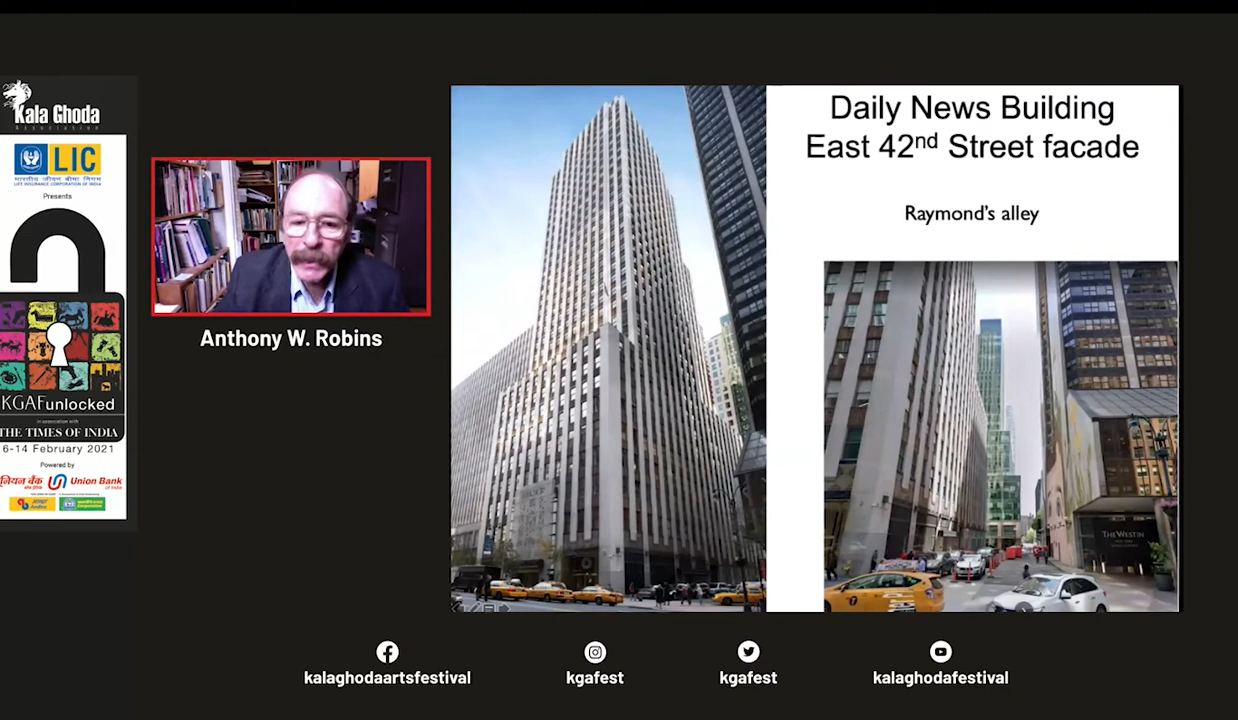 Kala Ghoda
Association
LIC
भारतीय जीवन बीमा निगम
LIFE INSURANCE CORPORATION OF INDIA
Presents
KGAFunlocked
in association with
THE TIMES OF INDIA
6-14 February 2021
Powered by
Union Bank
of India
Anthony W. Robins
Daily News Building
East 42nd Street facade
Raymond's alley
THE WESTIN
kalaghodaartsfestival
kgafest
kgafest
kalaghodafestival